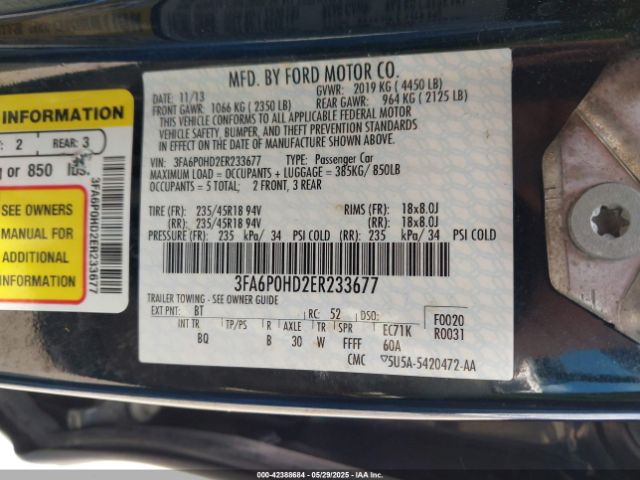 INFORMATION
2 REAR: 3
or 850 lbs.
SEE OWNERS
MANUAL FOR
ADDITIONAL
INFORMATION
3FA6P0HD2ER233677
MFD. BY FORD MOTOR CO.
DATE: 11/13 GVWR: 2019 KG ( 4450 LB)
FRONT GAWR: 1066 KG ( 2350 LB) REAR GAWR: 964 KG ( 2125 LB)
THIS VEHICLE CONFORMS TO ALL APPLICABLE FEDERAL MOTOR
VEHICLE SAFETY, BUMPER, AND THEFT PREVENTION STANDARDS
IN EFFECT ON THE DATE OF MANUFACTURE SHOWN ABOVE.
VIN: 3FA6P0HD2ER233677 TYPE: Passenger Car
MAXIMUM LOAD = OCCUPANTS + LUGGAGE = 385KG/ 850LB
OCCUPANTS = 5 TOTAL; 2 FRONT, 3 REAR
TIRE (FR): 235/45R18 94V RIMS (FR): 18x8.0J
(RR): 235/45R18 94V (RR): 18x8.0J
PRESSURE (FR): 235 kPa/ 34 PSI COLD (RR): 235 kPa/ 34 PSI COLD
3FA6P0HD2ER233677
TRAILER TOWING - SEE OWNER GUIDE
EXT PNT: BT RC: 52 DSO: F0020
INT TR TP/PS R AXLE TR SPR EC71K R0031
BQ B 30 W FFFF 60A
CMC ▽5U5A-5420472-AA
000-42388684 05/29/2025 IAAI.COM